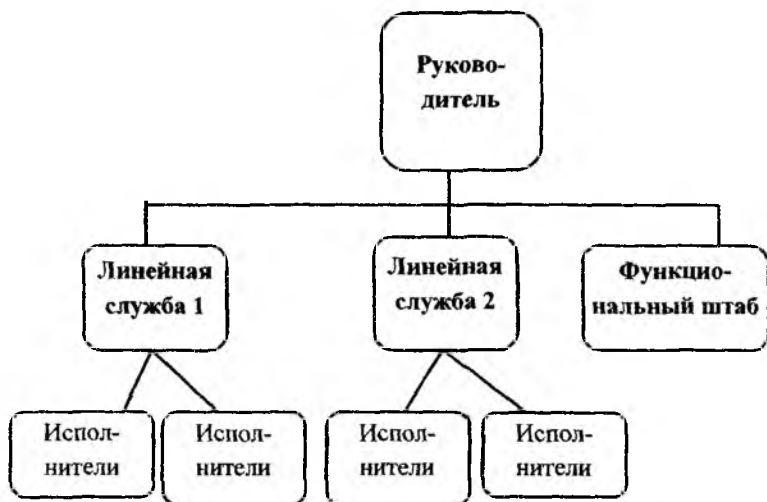 Руково-
дитель
Линейная
служба 1
Линейная
служба 2
Функцио-
нальный штаб
Испол-
нители
Испол-
нители
Испол-
нители
Испол-
нители